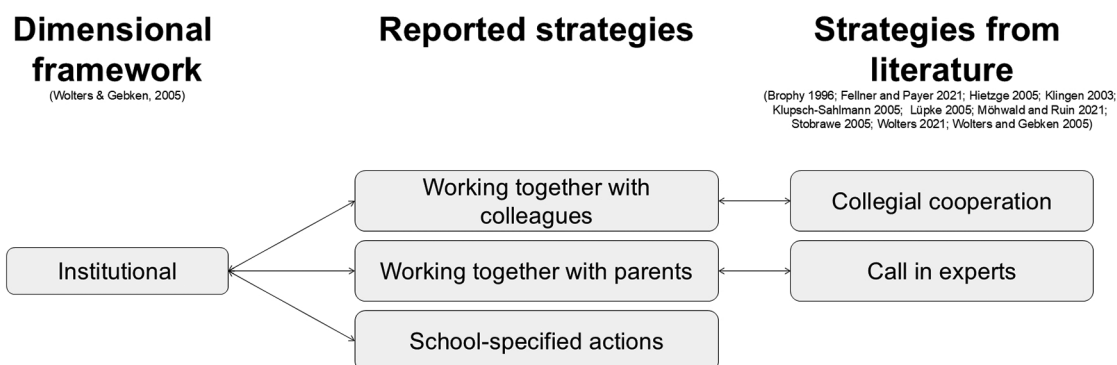 Dimensional
framework
(Wolters & Gebken, 2005)
Reported strategies
Strategies from
literature
(Brophy 1996; Fellner and Payer 2021; Hietzge 2005; Klingen 2003;
Klupsch-Sahlmann 2005;  Lüpke 2005; Möhwald and Ruin 2021;
Stobrawe 2005; Wolters 2021; Wolters and Gebken 2005)
Institutional
Working together with
colleagues
Working together with parents
School-specified actions
Collegial cooperation
Call in experts